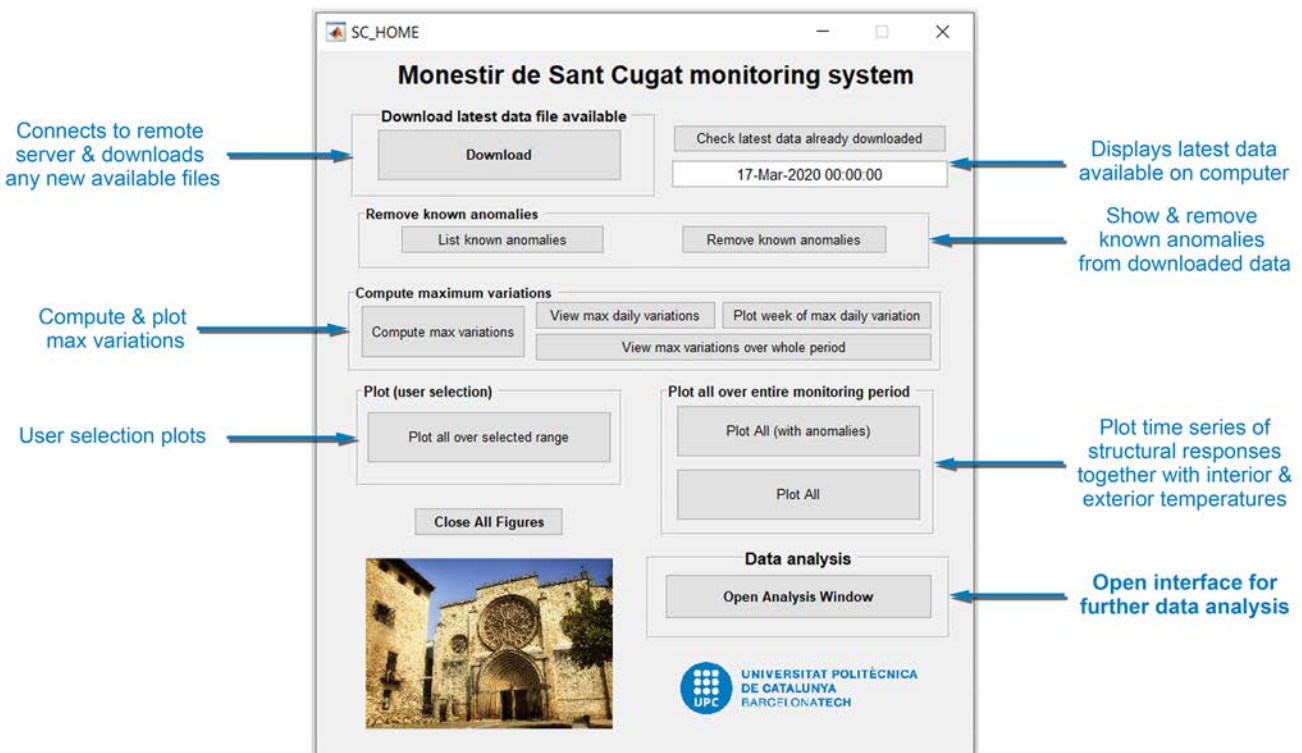 SC_HOME
Monestir de Sant Cugat monitoring system
Connects to remote
server & downloads
any new available files
Download latest data file available
Download
Check latest data already downloaded
17-Mar-2020 00:00:00
Displays latest data
available on computer
Remove known anomalies
List known anomalies
Remove known anomalies
Show & remove
known anomalies
from downloaded data
Compute & plot
max variations
Compute maximum variations
Compute max variations
View max daily variations
Plot week of max daily variation
View max variations over whole period
User selection plots
Plot (user selection)
Plot all over selected range
Plot all over entire monitoring period
Plot All (with anomalies)
Plot All
Plot time series of
structural responses
together with interior &
exterior temperatures
Close All Figures
Data analysis
Open Analysis Window
Open interface for
further data analysis
UPC
UNIVERSITAT POLITÈCNICA
DE CATALUNYA
BARCELONATECH